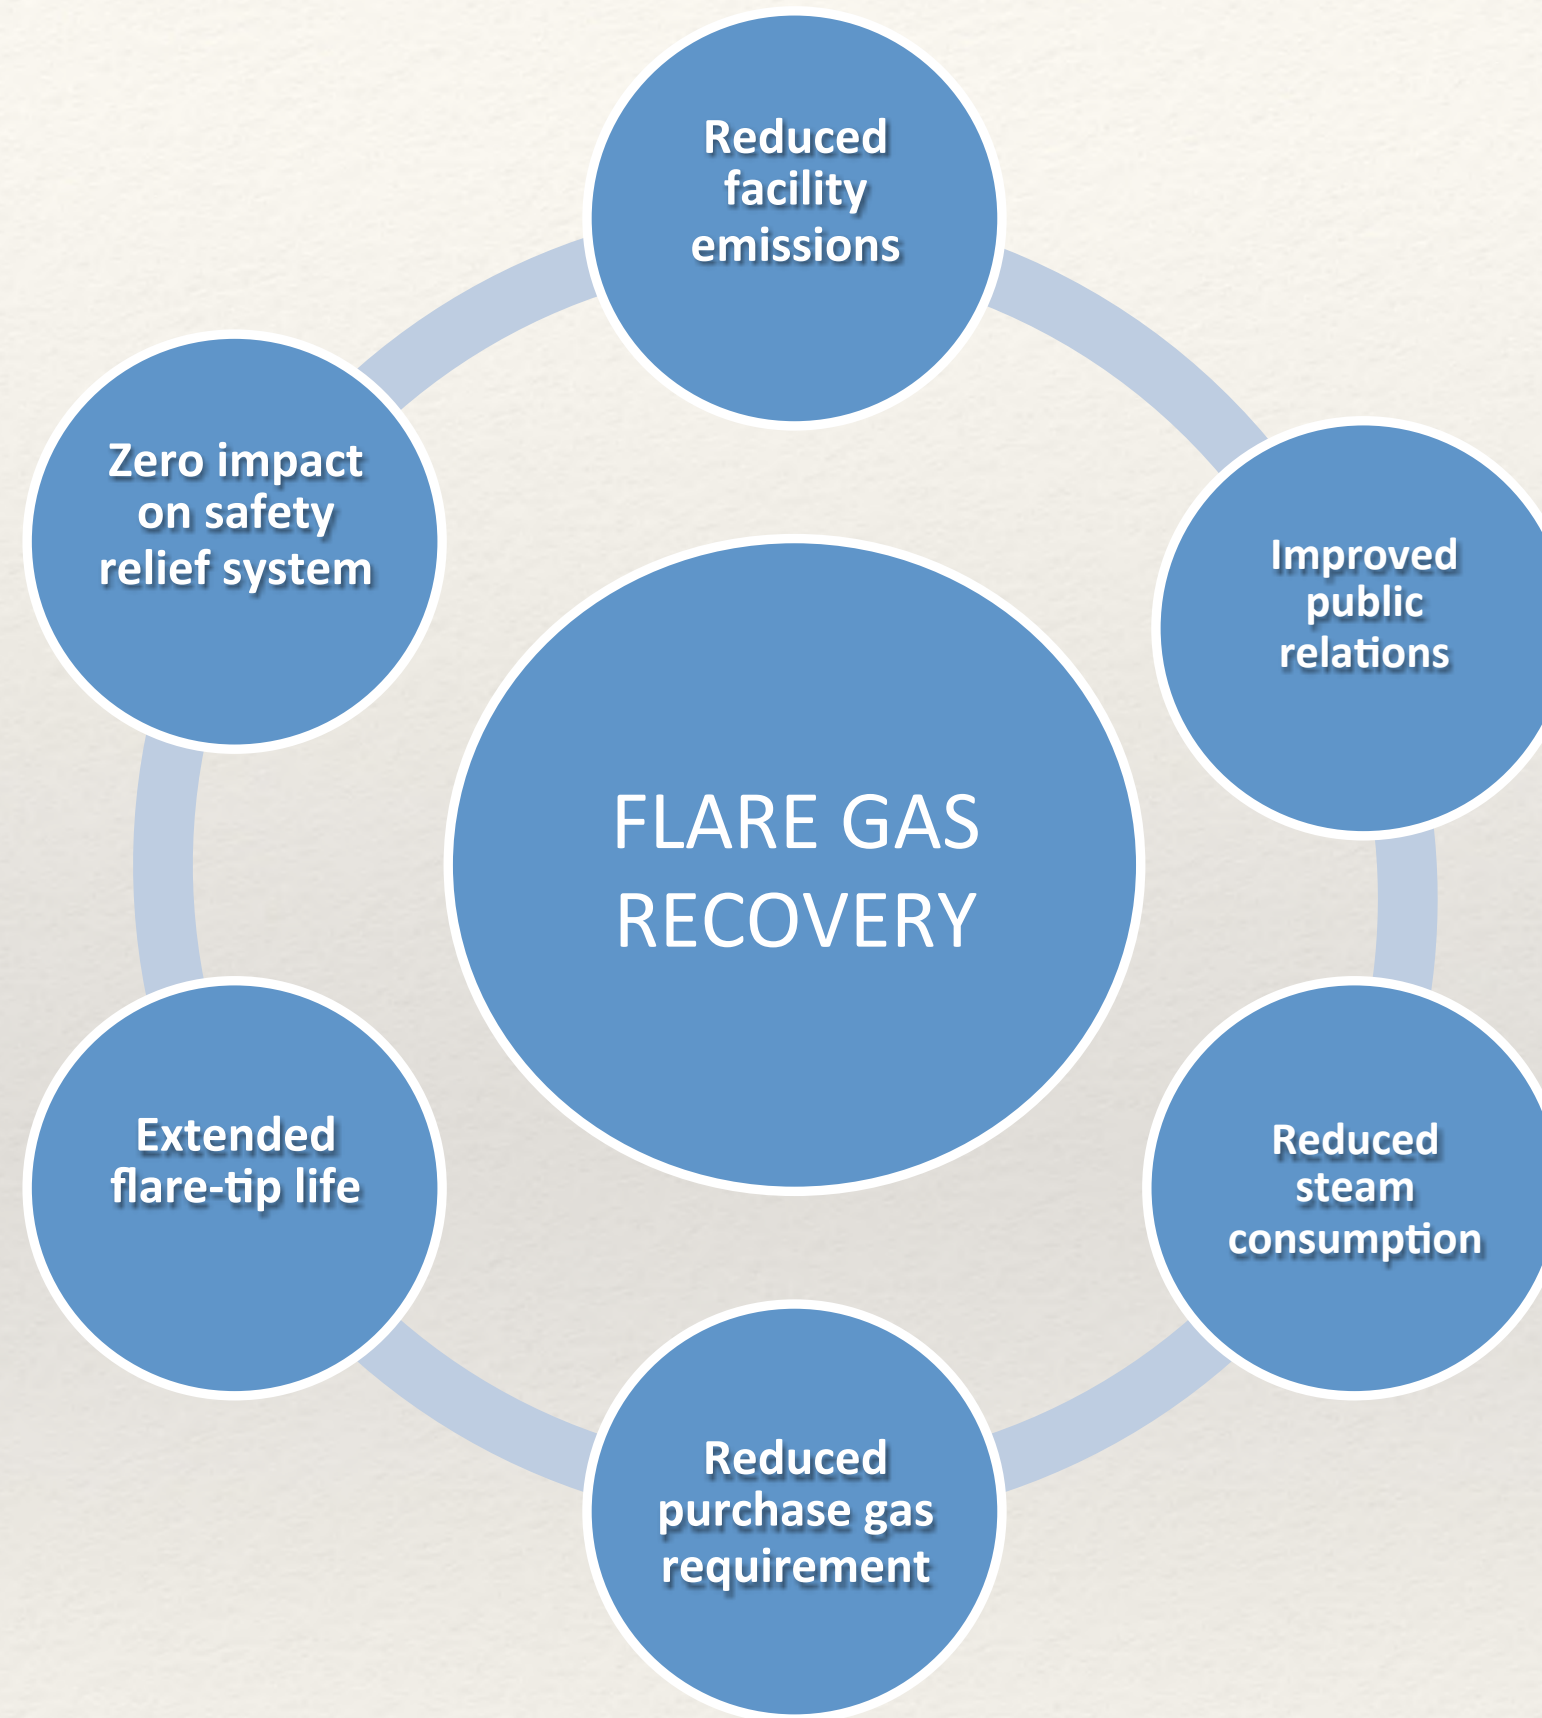 Reduced
facility
emissions
Improved
public
relations
Reduced
steam
consumption
Reduced
purchase gas
requirement
Extended
flare-tip life
Zero impact
on safety
relief system
FLARE GAS
RECOVERY